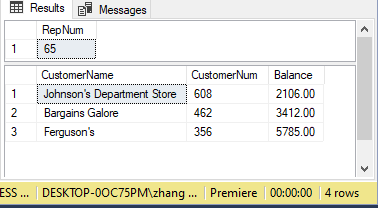 Results Messages
RepNum
1 65
CustomerName CustomerNum Balance
1 Johnson's Department Store 608 2106.00
2 Bargains Galore 462 3412.00
3 Ferguson's 356 5785.00
ESS ... DESKTOP-0OC75PM\zhang ... Premiere 00:00:00 4 rows